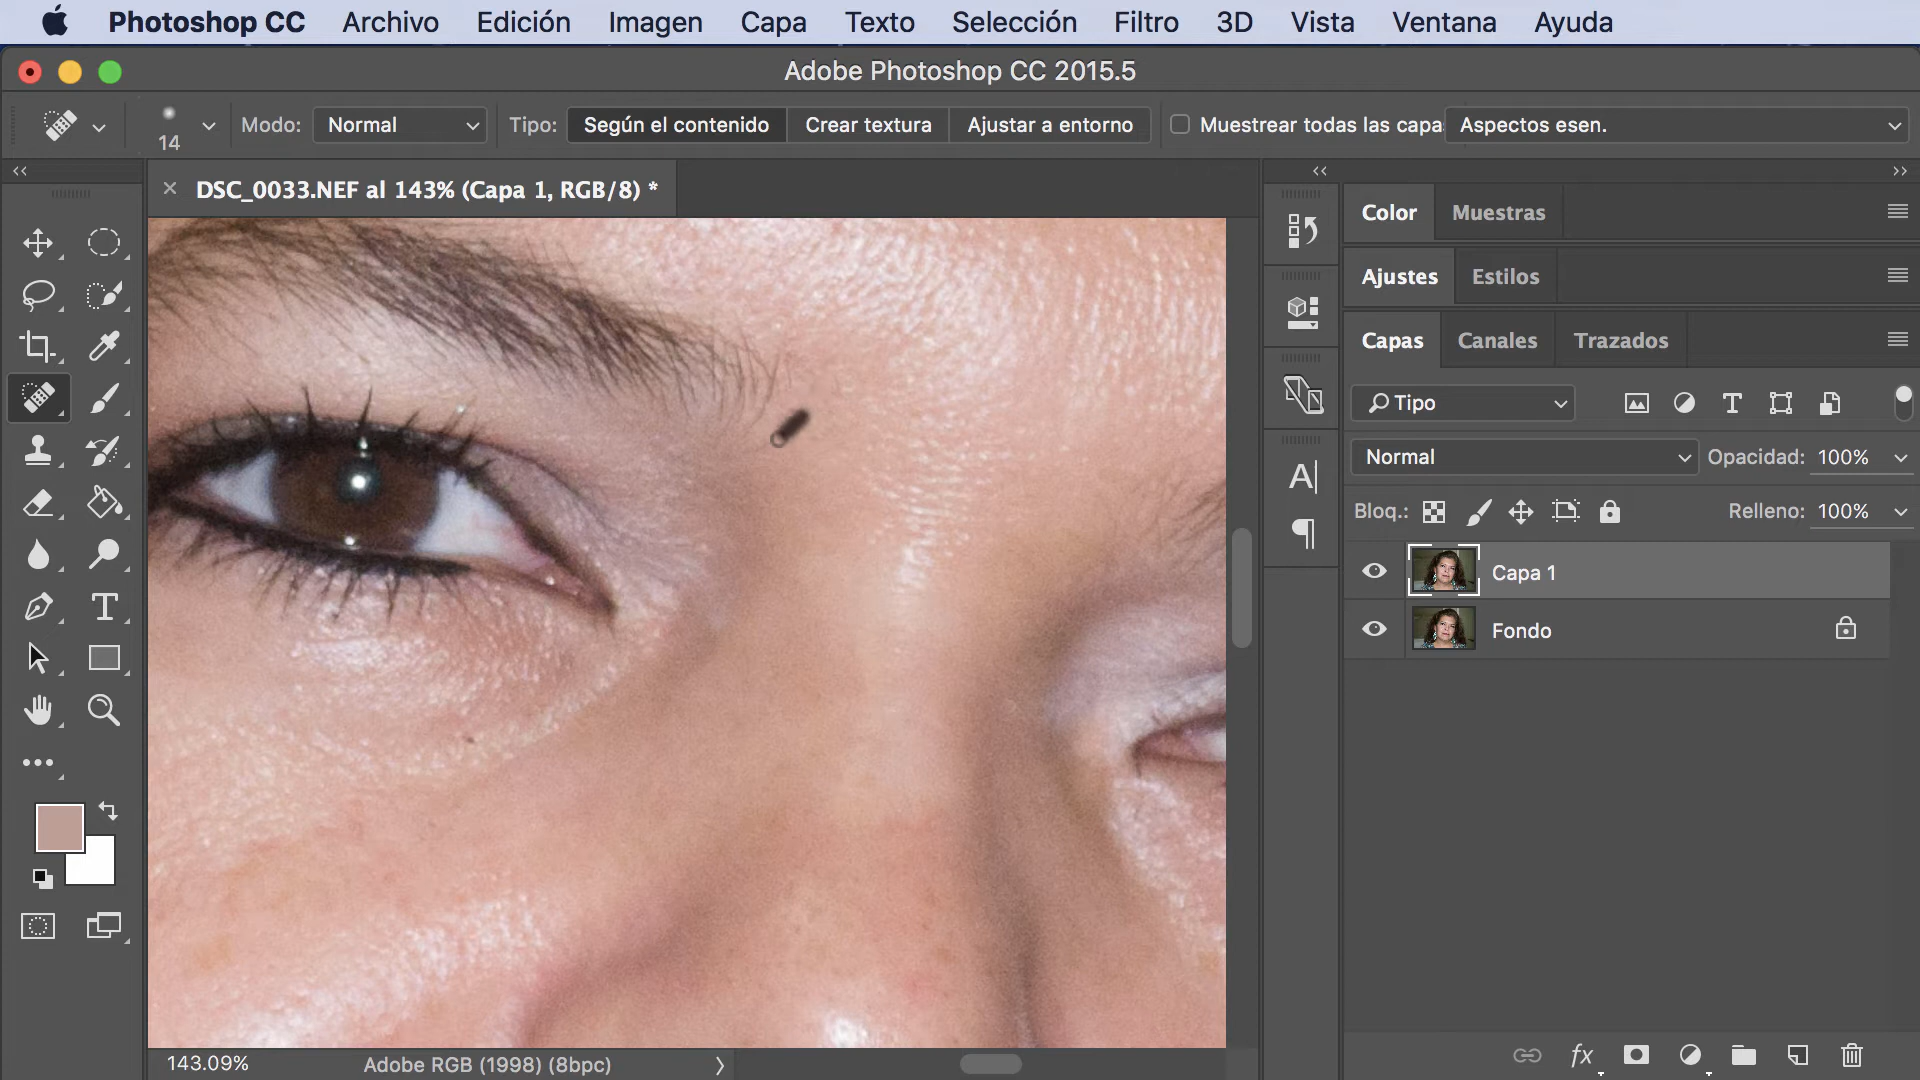 Photoshop CC Archivo Edición Imagen Capa Texto Selección Filtro 3D Vista Ventana Ayuda
Adobe Photoshop CC 2015.5
14 Modo: Normal Tipo: Según el contenido Crear textura Ajustar a entorno Muestrear todas las capa Aspectos esen.
DSC_0033.NEF al 143% (Capa 1, RGB/8) *
Color Muestras
Ajustes Estilos
Capas Canales Trazados
Tipo
Normal Opacidad: 100%
Bloq.: Relleno: 100%
Capa 1
Fondo
143.09% Adobe RGB (1998) (8bpc)